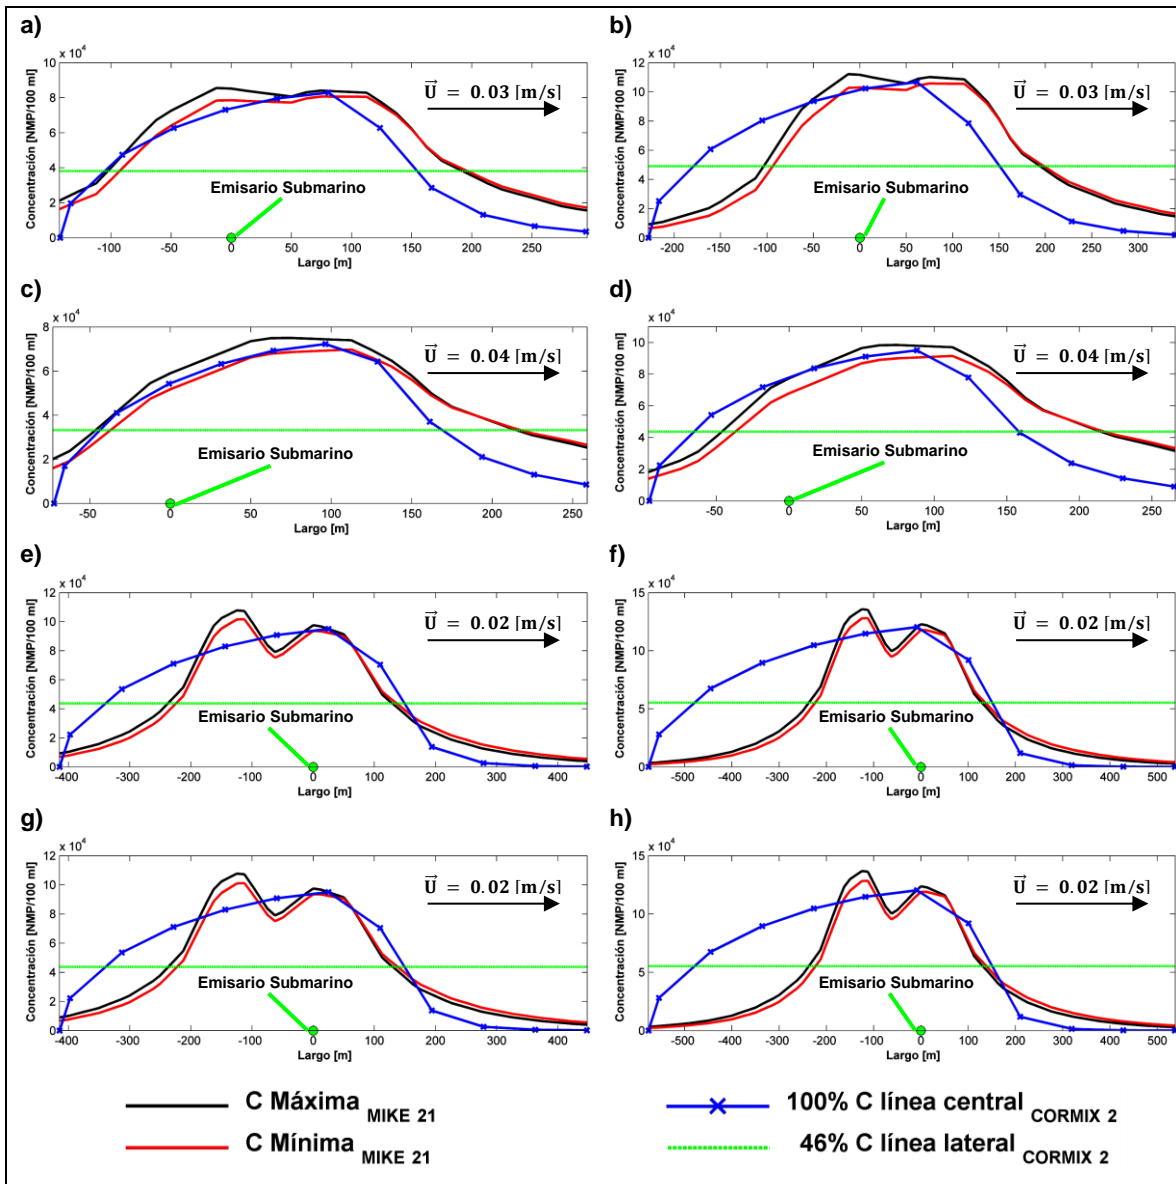 a)
x 10⁴
Concentración [NMP/100 ml]
8
6
4
2
0
-100 -50 0 50 100 150 200 250
Largo [m]
U⃗ = 0.03 [m/s]
Emisario Submarino
b)
x 10⁴
Concentración [NMP/100 ml]
12
10
8
6
4
2
0
-200 -150 -100 -50 0 50 100 150 200 250 300
Largo [m]
U⃗ = 0.03 [m/s]
Emisario Submarino
c)
x 10⁴
Concentración [NMP/100 ml]
8
6
4
2
0
-50 0 50 100 150 200 250
Largo [m]
U⃗ = 0.04 [m/s]
Emisario Submarino
d)
x 10⁴
Concentración [NMP/100 ml]
10
8
6
4
2
0
-50 0 50 100 150 200 250
Largo [m]
U⃗ = 0.04 [m/s]
Emisario Submarino
e)
x 10⁴
Concentración [NMP/100 ml]
12
10
8
6
4
2
0
-400 -300 -200 -100 0 100 200 300 400
Largo [m]
U⃗ = 0.02 [m/s]
Emisario Submarino
f)
x 10⁴
Concentración [NMP/100 ml]
15
10
5
0
-500 -400 -300 -200 -100 0 100 200 300 400 500
Largo [m]
U⃗ = 0.02 [m/s]
Emisario Submarino
g)
x 10⁴
Concentración [NMP/100 ml]
12
10
8
6
4
2
0
-400 -300 -200 -100 0 100 200 300 400
Largo [m]
U⃗ = 0.02 [m/s]
Emisario Submarino
h)
x 10⁴
Concentración [NMP/100 ml]
15
10
5
0
-500 -400 -300 -200 -100 0 100 200 300 400 500
Largo [m]
U⃗ = 0.02 [m/s]
Emisario Submarino
C Máxima MIKE 21
C Mínima MIKE 21
100% C línea central CORMIX 2
46% C línea lateral CORMIX 2